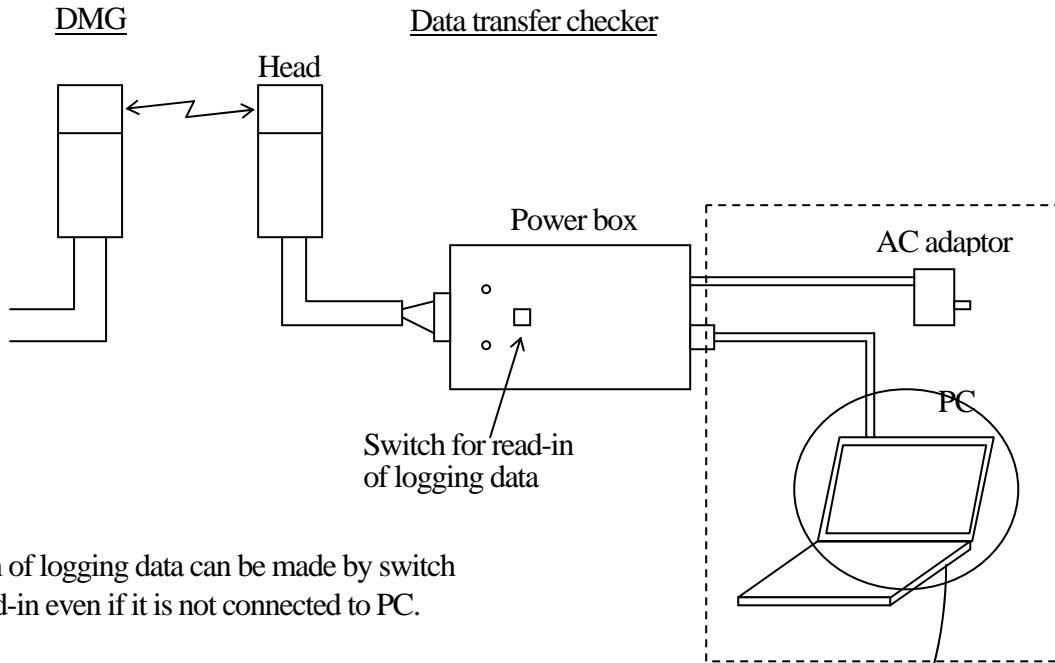 DMG
Data transfer checker
Head
Power box
AC adaptor
PC
Switch for read-in
of logging data
of logging data can be made by switch
even if it is not connected to PC.